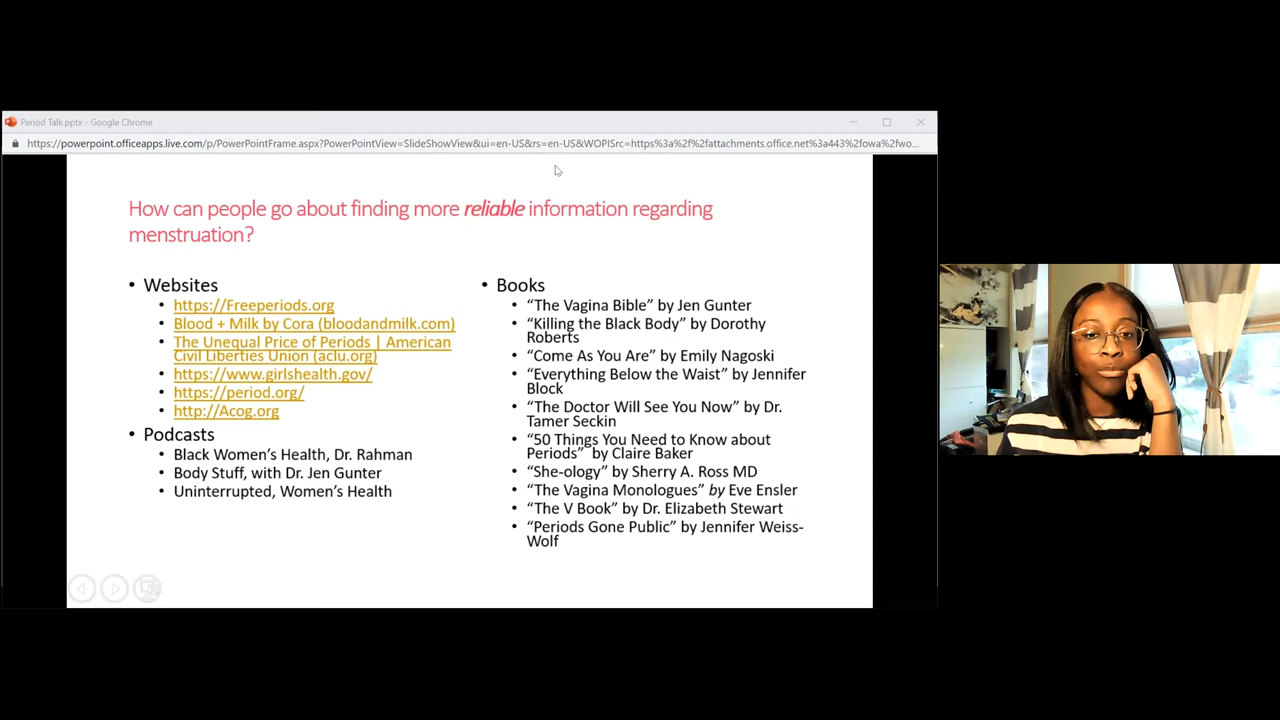 Period Talk.pptx - Google Chrome
https://powerpoint.officeapps.live.com/p/PowerPointFrame.aspx?PowerPointView=SlideShowView&ui=en-US&rs=en-US&WOPISrc=https%3a%2f%2fattachments.office.net%3a443%2fowa%2fwo...
How can people go about finding more reliable information regarding
menstruation?
• Websites
• https://Freeperiods.org
• Blood + Milk by Cora (bloodandmilk.com)
• The Unequal Price of Periods | American
Civil Liberties Union (aclu.org)
• https://www.girlshealth.gov/
• https://period.org/
• http://Acog.org
• Podcasts
• Black Women's Health, Dr. Rahman
• Body Stuff, with Dr. Jen Gunter
• Uninterrupted, Women's Health
• Books
• “The Vagina Bible” by Jen Gunter
• “Killing the Black Body” by Dorothy
Roberts
• “Come As You Are” by Emily Nagoski
• “Everything Below the Waist” by Jennifer
Block
• “The Doctor Will See You Now” by Dr.
Tamer Seckin
• “50 Things You Need to Know about
Periods” by Claire Baker
• “She-ology” by Sherry A. Ross MD
• “The Vagina Monologues” by Eve Ensler
• “The V Book” by Dr. Elizabeth Stewart
• “Periods Gone Public” by Jennifer Weiss-
Wolf